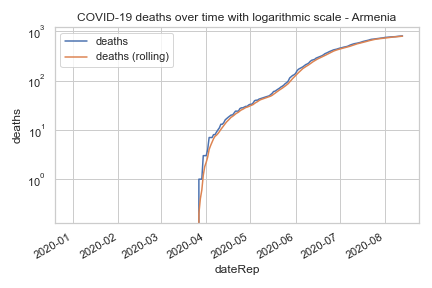 COVID-19 deaths over time with logarithmic scale - Armenia
deaths
deaths (rolling)
10³
10²
10¹
10⁰
deaths
2020-01
2020-02
2020-03
2020-04
2020-05
2020-06
2020-07
2020-08
dateRep